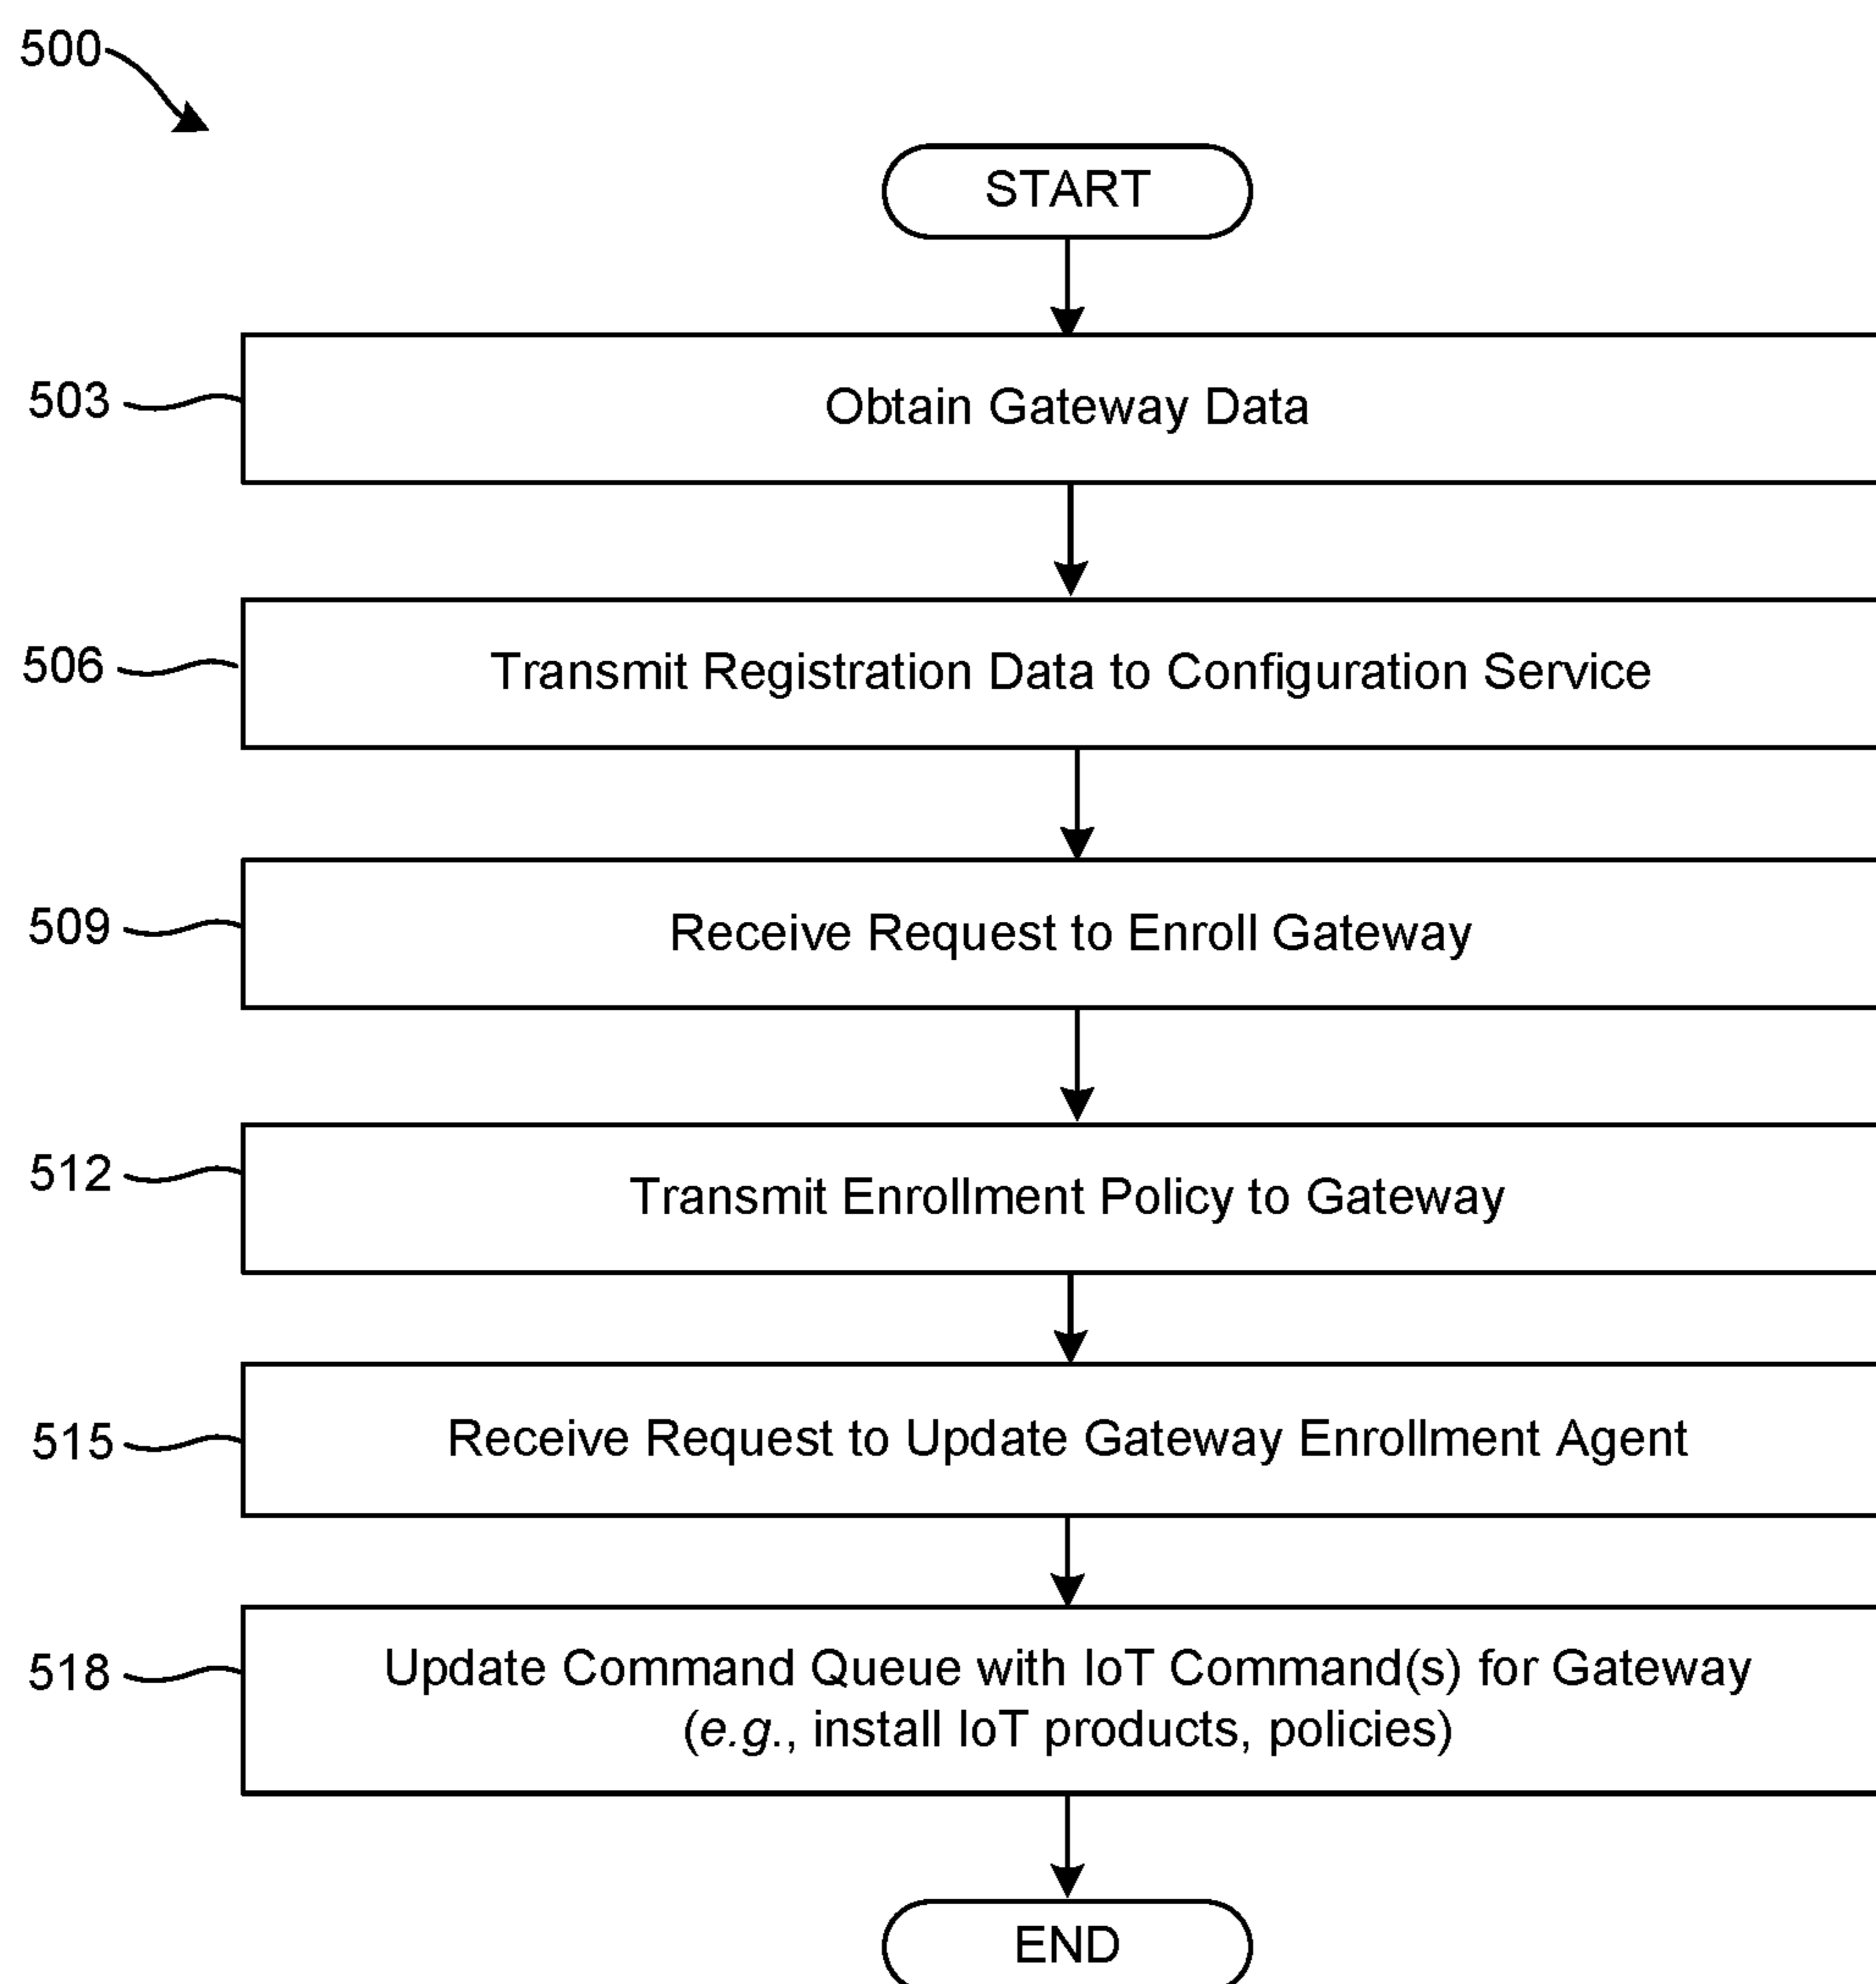 500
START
503
Obtain Gateway Data
506
Transmit Registration Data to Configuration Service
509
Receive Request to Enroll Gateway
512
Transmit Enrollment Policy to Gateway
515
Receive Request to Update Gateway Enrollment Agent
518
Update Command Queue with IoT Command(s) for Gateway
(e.g., install IoT products, policies)
END